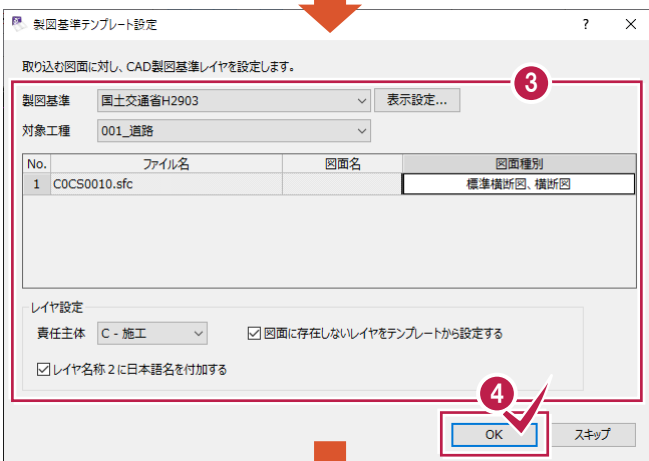 製図基準テンプレート設定
?
×
取り込む図面に対し、CAD製図基準レイヤを設定します。
3
製図基準 国土交通省H2903 表示設定...
対象工種 001_道路
No. ファイル名 図面名 図面種別
1 C0CS0010.sfc 標準横断図、横断図
レイヤ設定
責任主体 C - 施工 図面に存在しないレイヤをテンプレートから設定する
レイヤ名称2に日本語名を付加する
4
OK スキップ